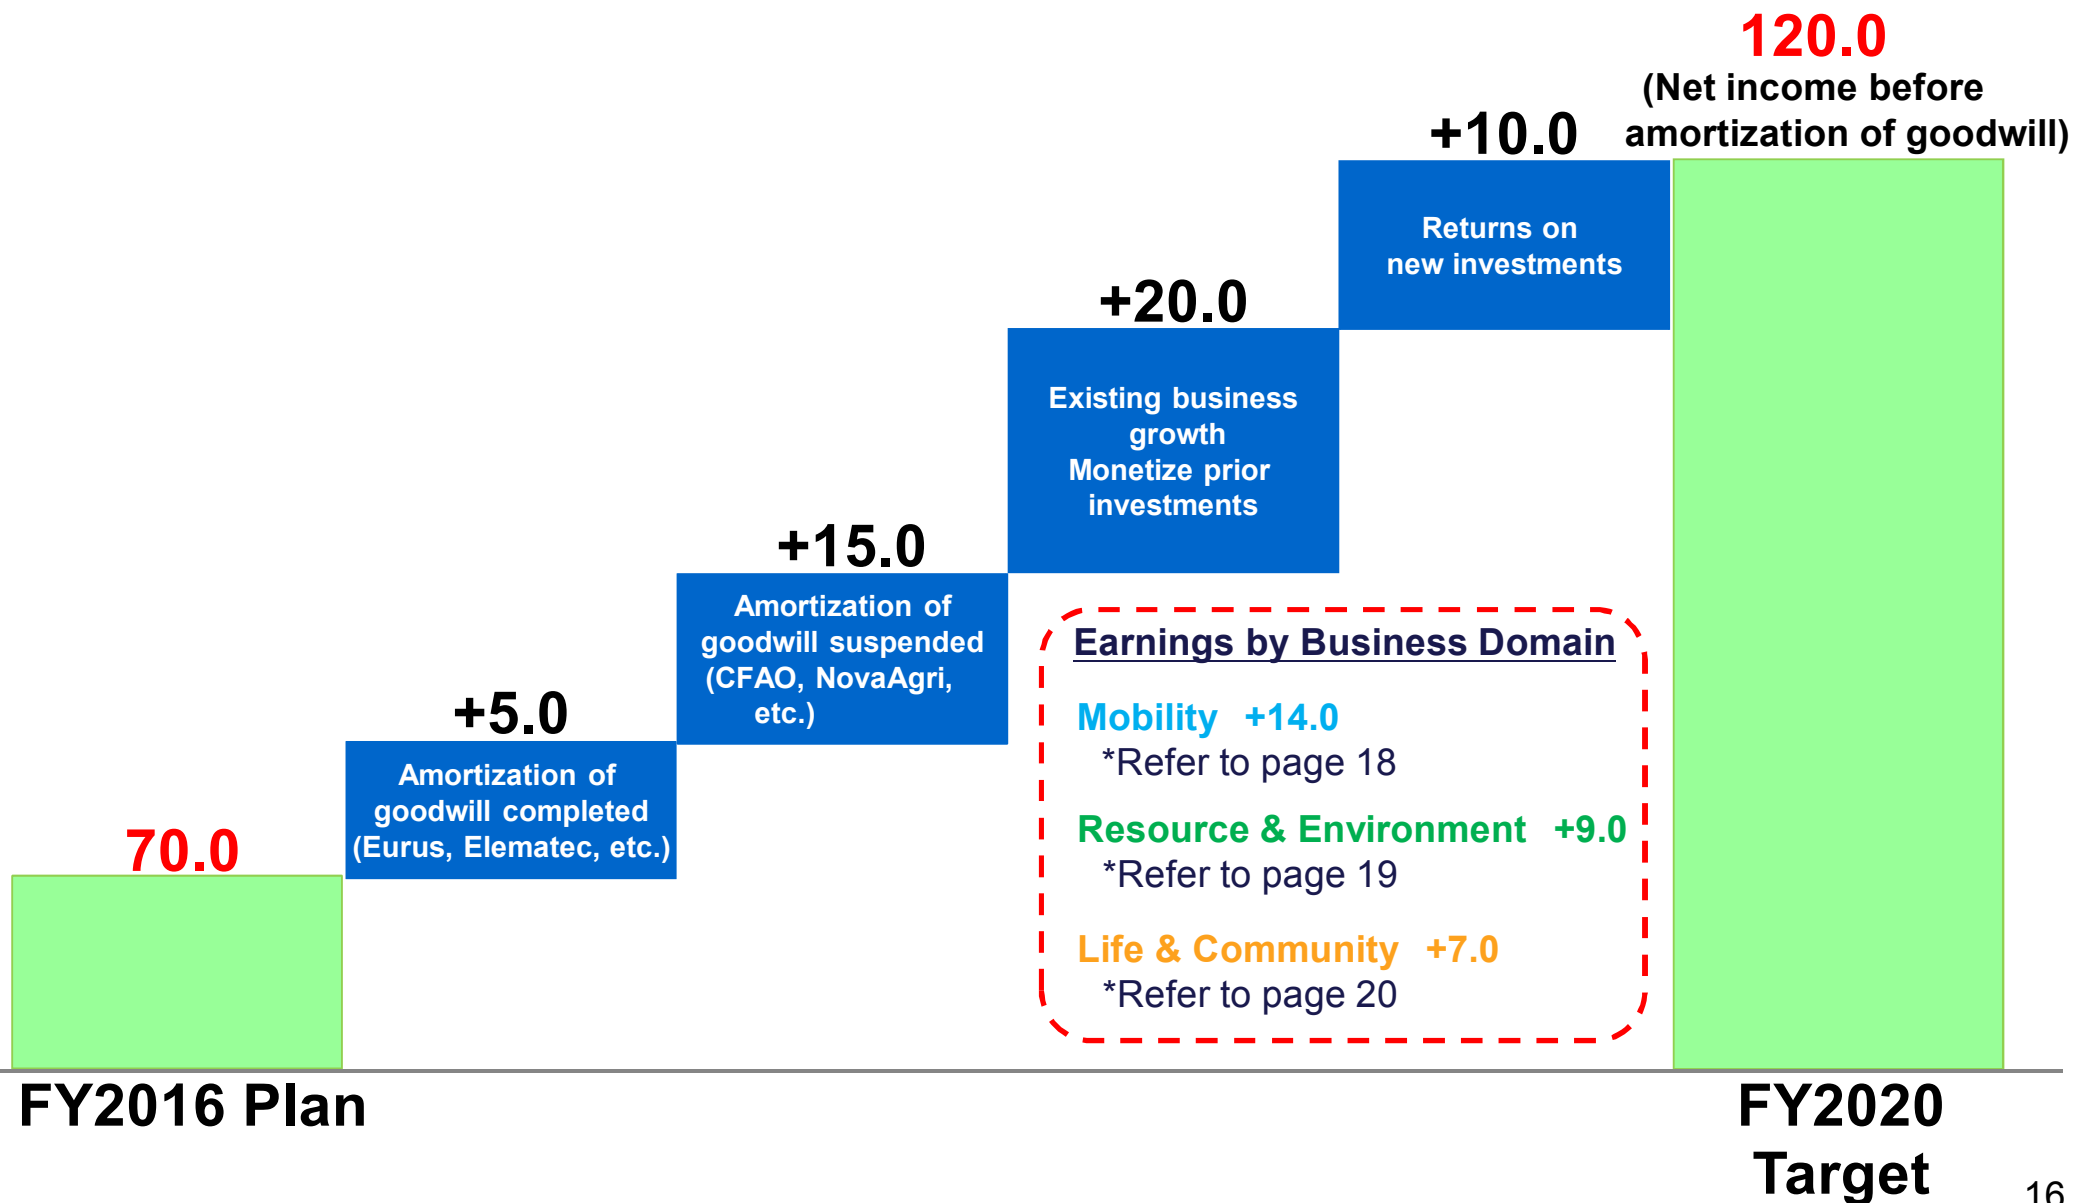 120.0
(Net income before
amortization of goodwill)
+10.0
Returns on
new investments
+20.0
Existing business
growth
Monetize prior
investments
+15.0
Amortization of
goodwill suspended
(CFAO, NovaAgri,
etc.)
+5.0
Amortization of
goodwill completed
(Eurus, Elematec, etc.)
70.0
Earnings by Business Domain
Mobility +14.0
*Refer to page 18
Resource & Environment +9.0
*Refer to page 19
Life & Community +7.0
*Refer to page 20
FY2016 Plan
FY2020
Target
16